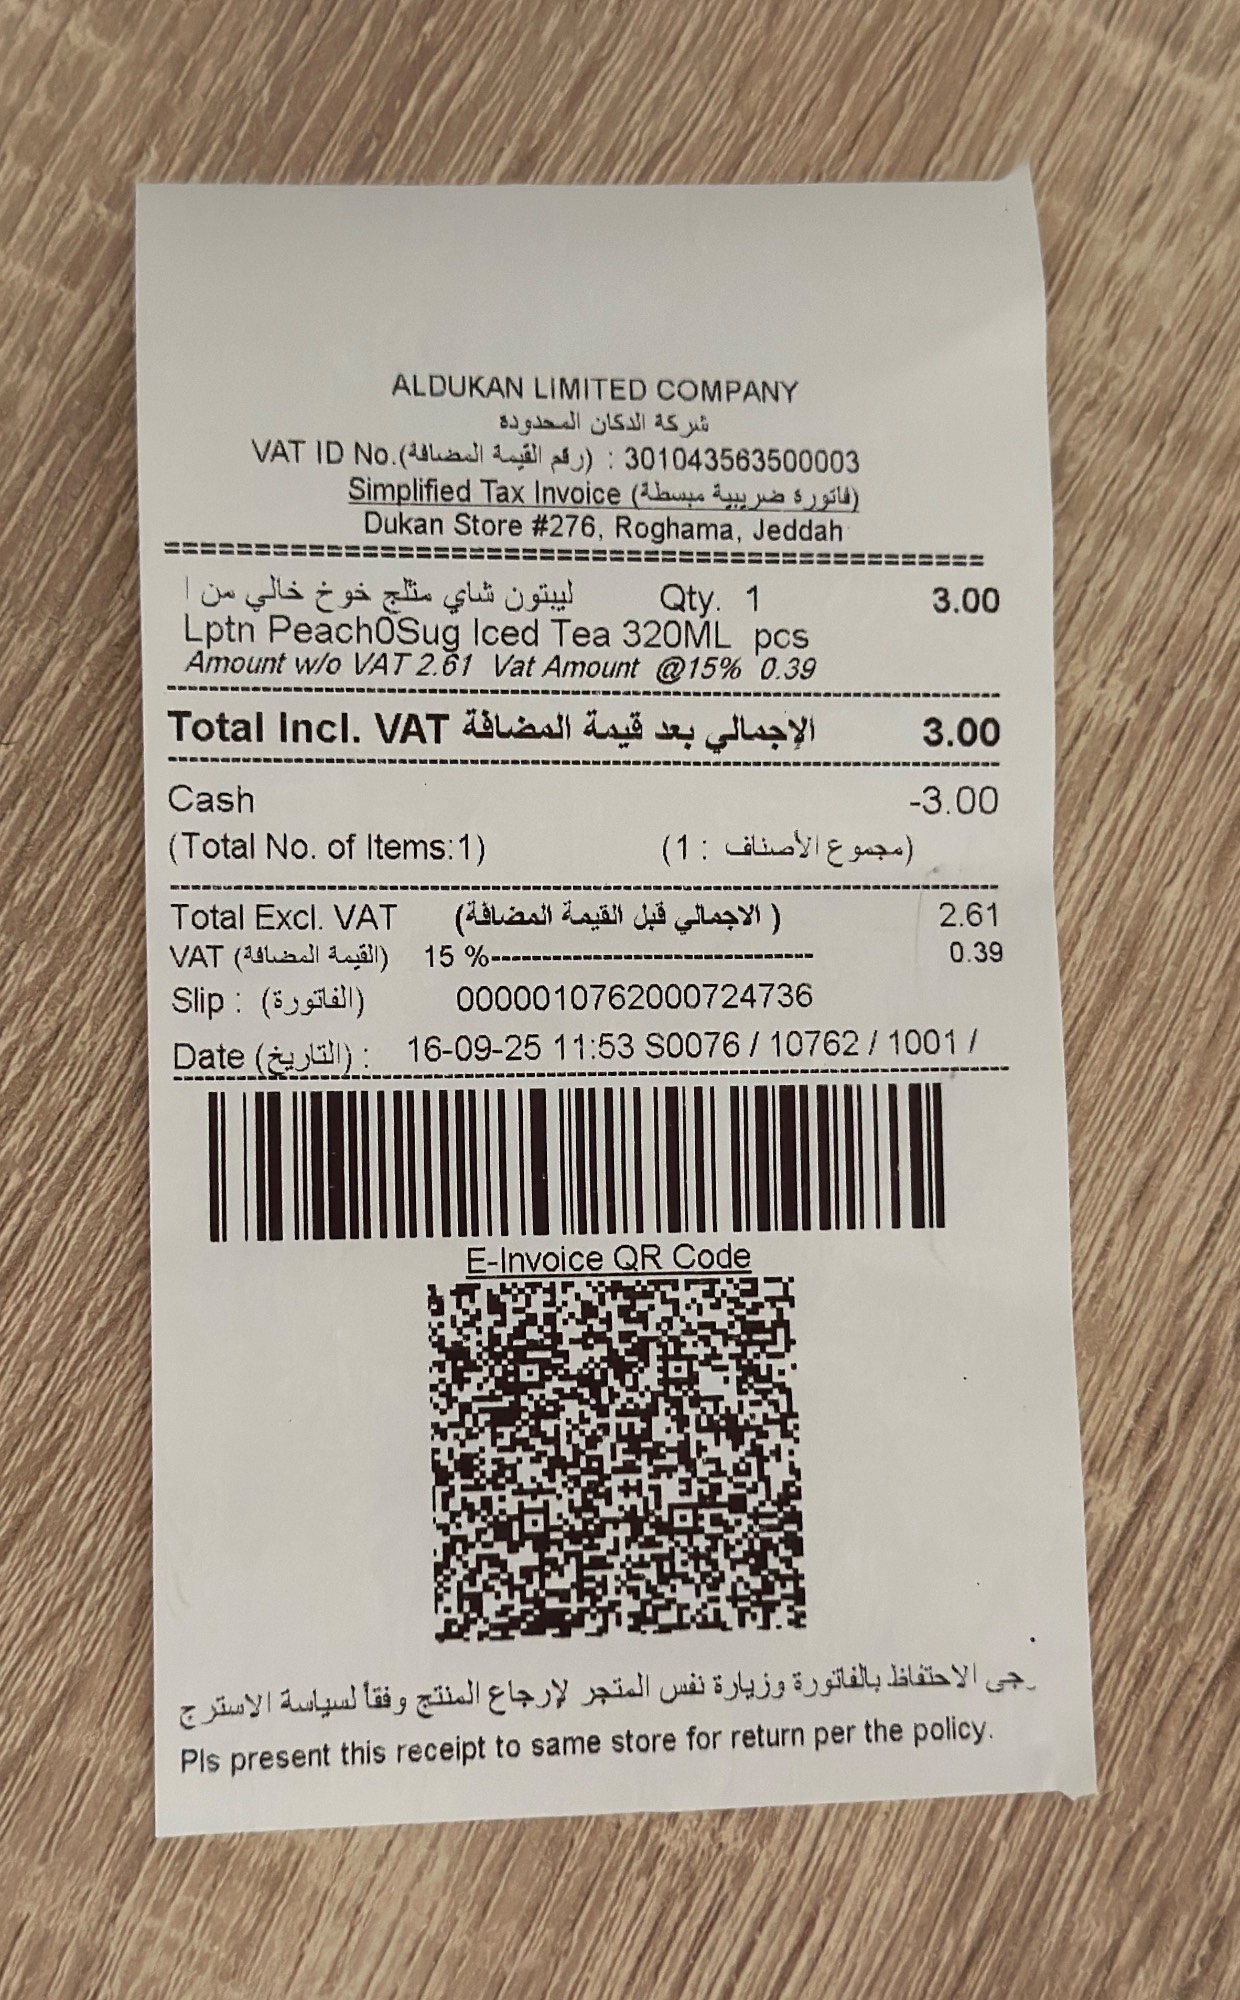 ALDUKAN LIMITED COMPANY
شركة الدكان المحدودة
VAT ID No.(رقم القيمة المضافة) : 301043563500003
Simplified Tax Invoice (فاتورة ضريبية مبسطة)
Dukan Store #276, Roghama, Jeddah
==============================================
ليبتون شاي مثلج خوخ خالي من ا Qty. 1 3.00
Lptn Peach0Sug Iced Tea 320ML pcs
Amount w/o VAT 2.61 Vat Amount @15% 0.39
Total Incl. VAT الإجمالي بعد قيمة المضافة 3.00
Cash -3.00
(Total No. of Items:1) (مجموع الأصناف : 1)
Total Excl. VAT (الاجمالي قبل القيمة المضافة ) 2.61
VAT (القيمة المضافة) 15 %------------------------------------ 0.39
Slip : (الفاتورة) 0000010762000724736
Date (التاريخ) : 16-09-25 11:53 S0076 / 10762 / 1001 /
E-Invoice QR Code
رجى الاحتفاظ بالفاتورة وزيارة نفس المتجر لإرجاع المنتج وفقاً لسياسة الاسترج
Pls present this receipt to same store for return per the policy.